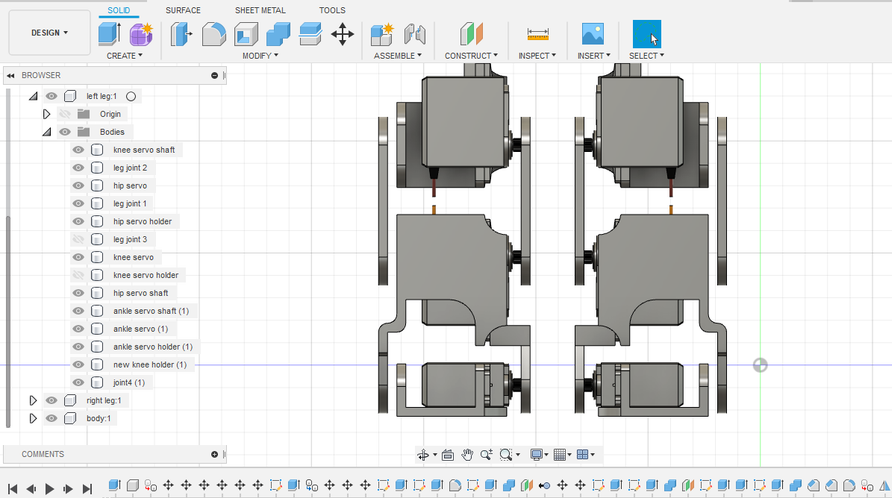 SOLID SURFACE SHEET METAL TOOLS
DESIGN
CREATE MODIFY ASSEMBLE CONSTRUCT INSPECT INSERT SELECT
BROWSER
left leg:1
Origin
Bodies
knee servo shaft
leg joint 2
hip servo
leg joint 1
hip servo holder
leg joint 3
knee servo
knee servo holder
hip servo shaft
ankle servo shaft (1)
ankle servo (1)
ankle servo holder (1)
new knee holder (1)
joint4 (1)
right leg:1
body:1
COMMENTS